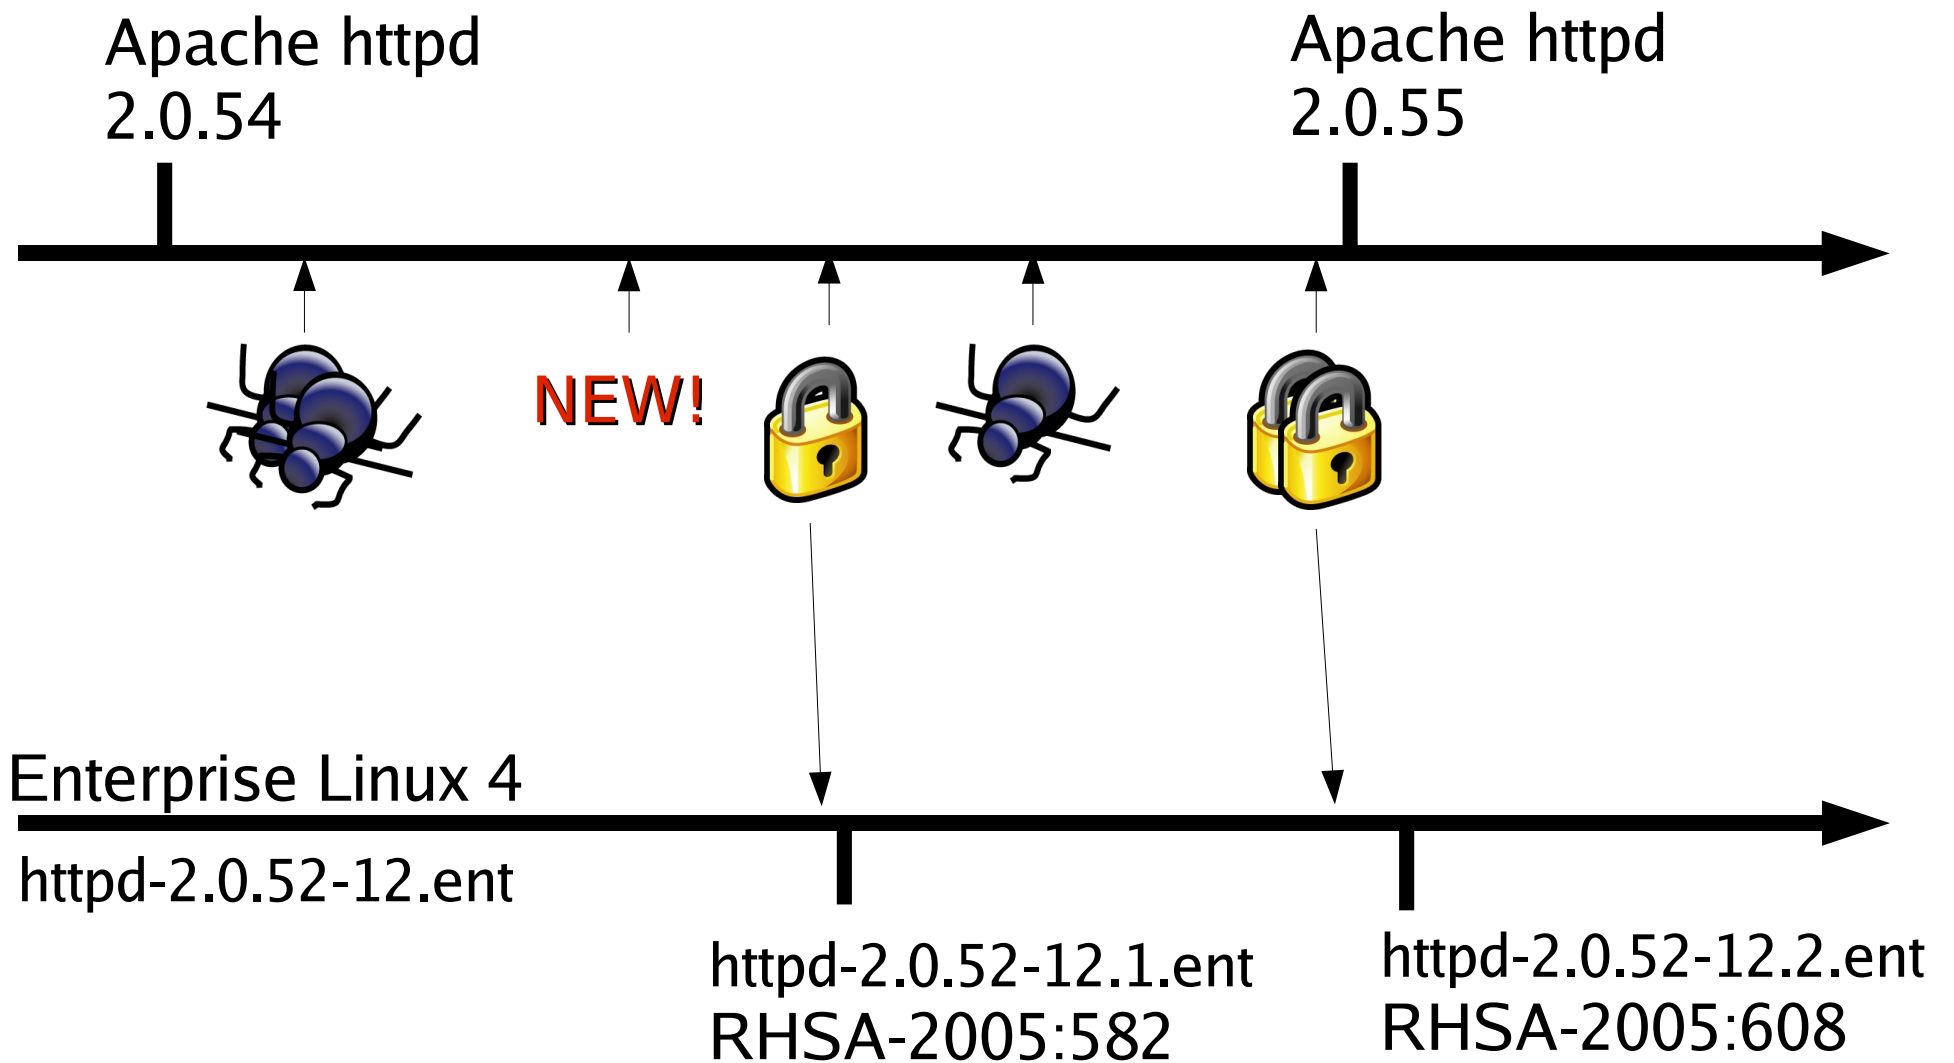 Apache httpd
2.0.54
Apache httpd
2.0.55
NEW!
Enterprise Linux 4
httpd-2.0.52-12.ent
httpd-2.0.52-12.1.ent
RHSA-2005:582
httpd-2.0.52-12.2.ent
RHSA-2005:608